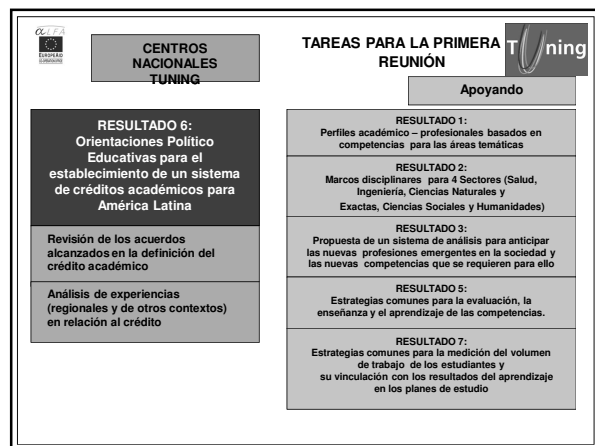 αLFA
EUROPEAID
CO-OPERATION OFFICE
CENTROS
NACIONALES
TUNING
TAREAS PARA LA PRIMERA
REUNIÓN
TUning
Apoyando
RESULTADO 6:
Orientaciones Político
Educativas para el
establecimiento de un sistema
de créditos académicos para
América Latina
Revisión de los acuerdos
alcanzados en la definición del
crédito académico
Análisis de experiencias
(regionales y de otros contextos)
en relación al crédito
RESULTADO 1:
Perfiles académico – profesionales basados en
competencias para las áreas temáticas
RESULTADO 2:
Marcos disciplinares para 4 Sectores (Salud,
Ingeniería, Ciencias Naturales y
Exactas, Ciencias Sociales y Humanidades)
RESULTADO 3:
Propuesta de un sistema de análisis para anticipar
las nuevas profesiones emergentes en la sociedad y
las nuevas competencias que se requieren para ello
RESULTADO 5:
Estrategias comunes para la evaluación, la
enseñanza y el aprendizaje de las competencias.
RESULTADO 7:
Estrategias comunes para la medición del volumen
de trabajo de los estudiantes y
su vinculación con los resultados del aprendizaje
en los planes de estudio